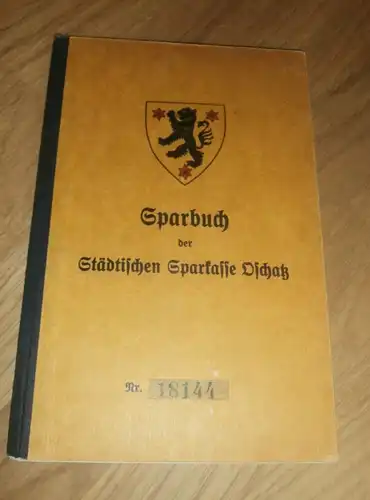 Sparbuch
der
Städtischen Sparkasse Oschatz
Nr. 18144